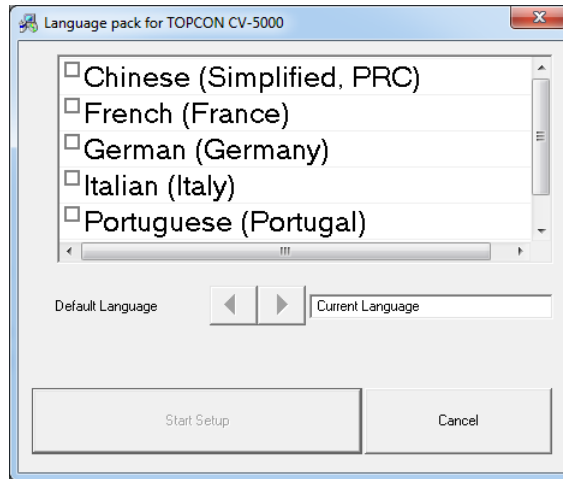 Language pack for TOPCON CV-5000
Chinese (Simplified, PRC)
French (France)
German (Germany)
Italian (Italy)
Portuguese (Portugal)
Default Language
Current Language
Start Setup
Cancel